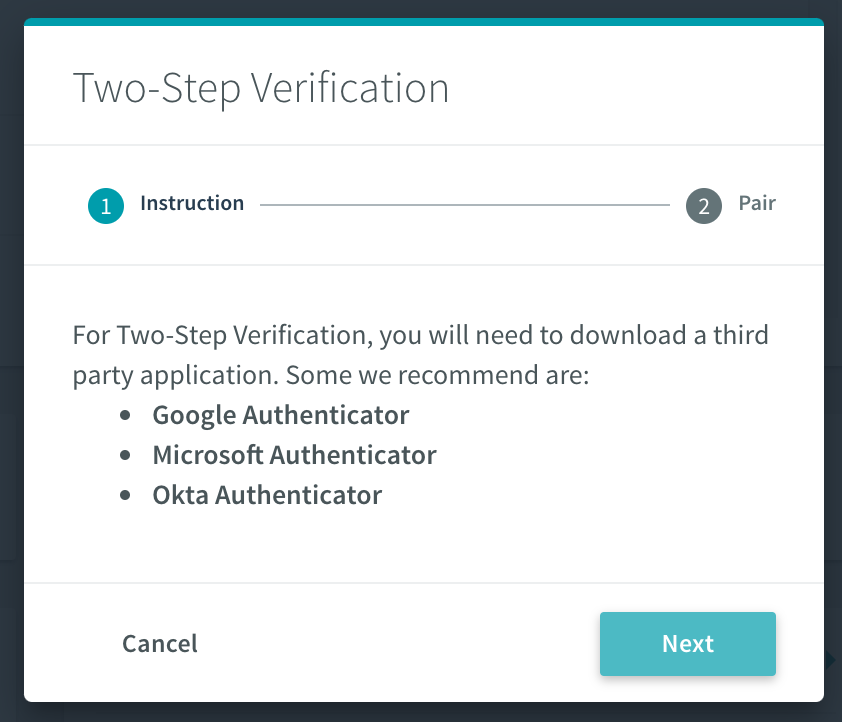 Two-Step Verification
1 Instruction 2 Pair
For Two-Step Verification, you will need to download a third
party application. Some we recommend are:
• Google Authenticator
• Microsoft Authenticator
• Okta Authenticator
Cancel Next